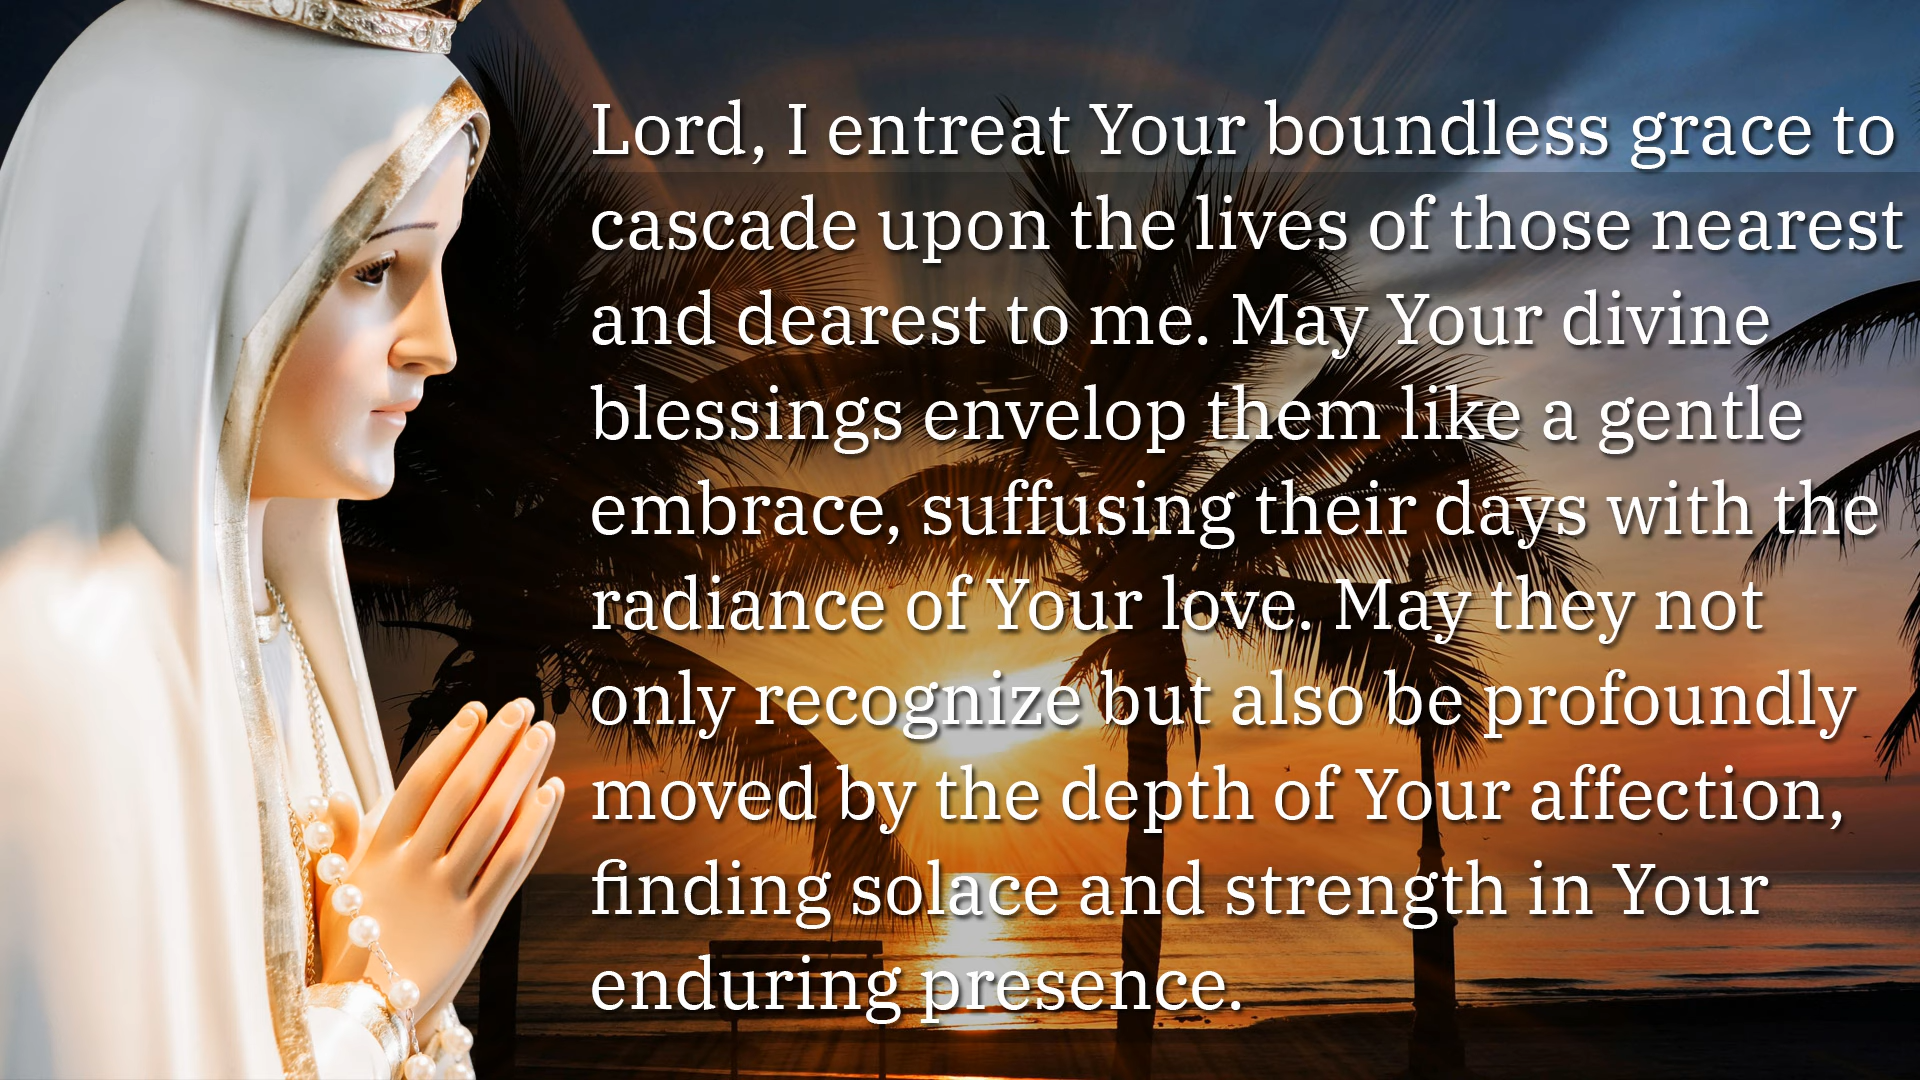 Lord, I entreat Your boundless grace to
cascade upon the lives of those nearest
and dearest to me. May Your divine
blessings envelop them like a gentle
embrace, suffusing their days with the
radiance of Your love. May they not
only recognize but also be profoundly
moved by the depth of Your affection,
finding solace and strength in Your
enduring presence.